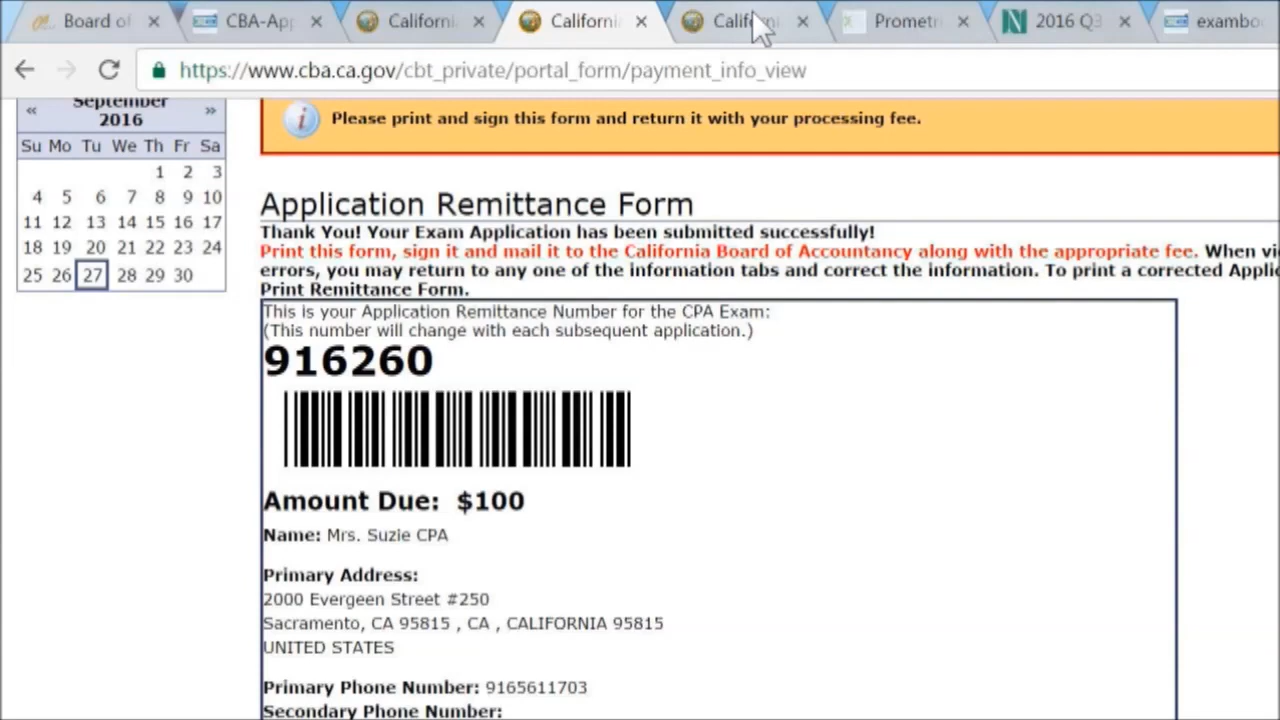 Board of
CBA-App
Californi
Californi
Califo
Prometri
2016 Q3
exambo
https://www.cba.ca.gov/cbt_private/portal_form/payment_info_view
« September »
2016
Su Mo Tu We Th Fr Sa
1 2 3
4 5 6 7 8 9 10
11 12 13 14 15 16 17
18 19 20 21 22 23 24
25 26 27 28 29 30
Please print and sign this form and return it with your processing fee.
Application Remittance Form
Thank You! Your Exam Application has been submitted successfully!
Print this form, sign it and mail it to the California Board of Accountancy along with the appropriate fee. When vi
errors, you may return to any one of the information tabs and correct the information. To print a corrected Applic
Print Remittance Form.
This is your Application Remittance Number for the CPA Exam:
(This number will change with each subsequent application.)
916260
Amount Due: $100
Name: Mrs. Suzie CPA
Primary Address:
2000 Evergeen Street #250
Sacramento, CA 95815 , CA , CALIFORNIA 95815
UNITED STATES
Primary Phone Number: 9165611703
Secondary Phone Number: